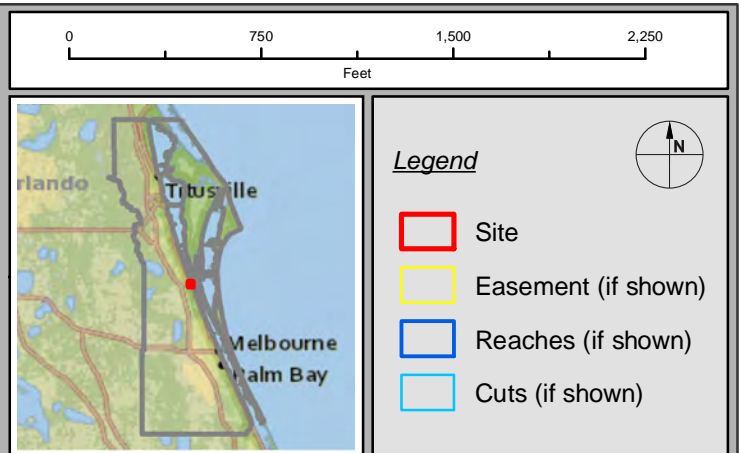 0 750 1,500 2,250
Feet
rlando
Titusville
Melbourne
Palm Bay
Legend
N
Site
Easement (if shown)
Reaches (if shown)
Cuts (if shown)